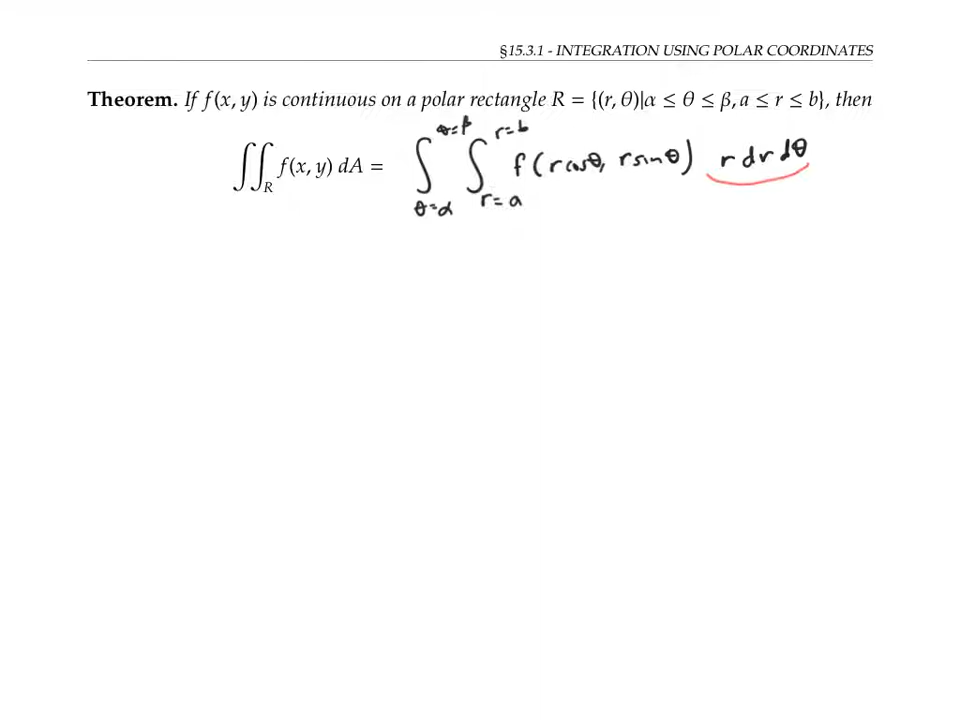 §15.3.1 - INTEGRATION USING POLAR COORDINATES
Theorem. If f(x, y) is continuous on a polar rectangle R = {(r, θ)|α ≤ θ ≤ β, a ≤ r ≤ b}, then
∬_R f(x, y) dA = ∫_{θ=α}^{θ=β} ∫_{r=a}^{r=b} f(r cosθ, r sinθ) r dr dθ